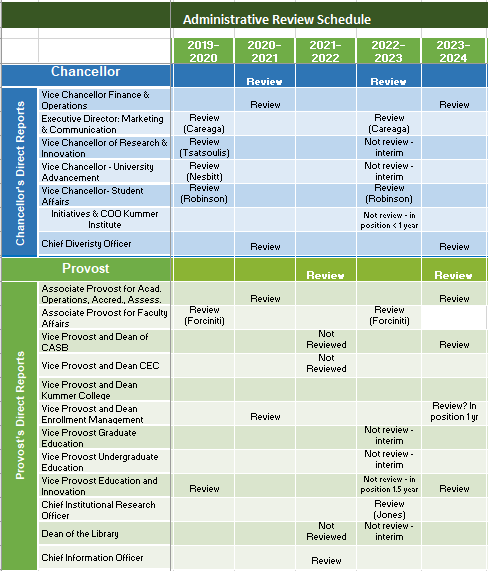 Administrative Review Schedule
2019– 2020–  2021–  2022–  2023–
2020 2021 2022 2023 2024
Chancellor Review Review
Chancellor's Direct Reports
Vice Chancellor Finance &
Operations Review Review
Executive Director: Marketing Review Review
& Communication (Careaga) (Careaga)
Vice Chancellor of Research & Review Not review -
Innovation (Tsatsoulis) interim
Vice Chancellor - University Review Not review -
Advancement (Nesbitt) interim
Vice Chancellor- Student Review Review
Affairs (Robinson) (Robinson)
Initiatives & COO Kummer Not review - in
Institute position < 1 year
Chief Diveristy Officer Review Review
Provost Review Review
Provost's Direct Reports
Associate Provost for Acad.
Operations, Accred., Assess. Review Review
Associate Provost for Faculty Review Review
Affairs (Forciniti) (Forciniti)
Vice Provost and Dean of Not
CASB Reviewed Review
Vice Provost and Dean CEC Not
Reviewed
Vice Provost and Dean
Kummer College
Vice Provost and Dean Review? In
Enrollment Management Review position 1 yr
Vice Provost Graduate Not review -
Education interim
Vice Provost Undergraduate Not review -
Education interim
Vice Provost Education and Not review - in
Innovation Review position 1.5 year Review
Chief Institutional Research Review
Officer (Jones)
Dean of the Library Not Not review -
Reviewed interim
Chief Information Officer Review